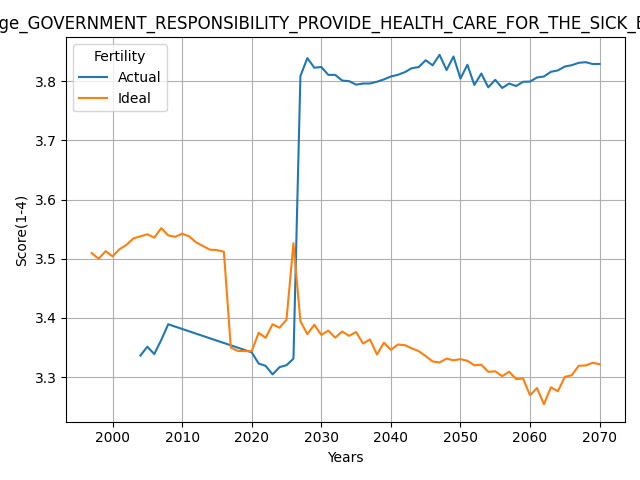 ge_GOVERNMENT_RESPONSIBILITY_PROVIDE_HEALTH_CARE_FOR_THE_SICK_E
Fertility
Actual
Ideal
Score(1-4)
3.8
3.7
3.6
3.5
3.4
3.3
2000 2010 2020 2030 2040 2050 2060 2070
Years